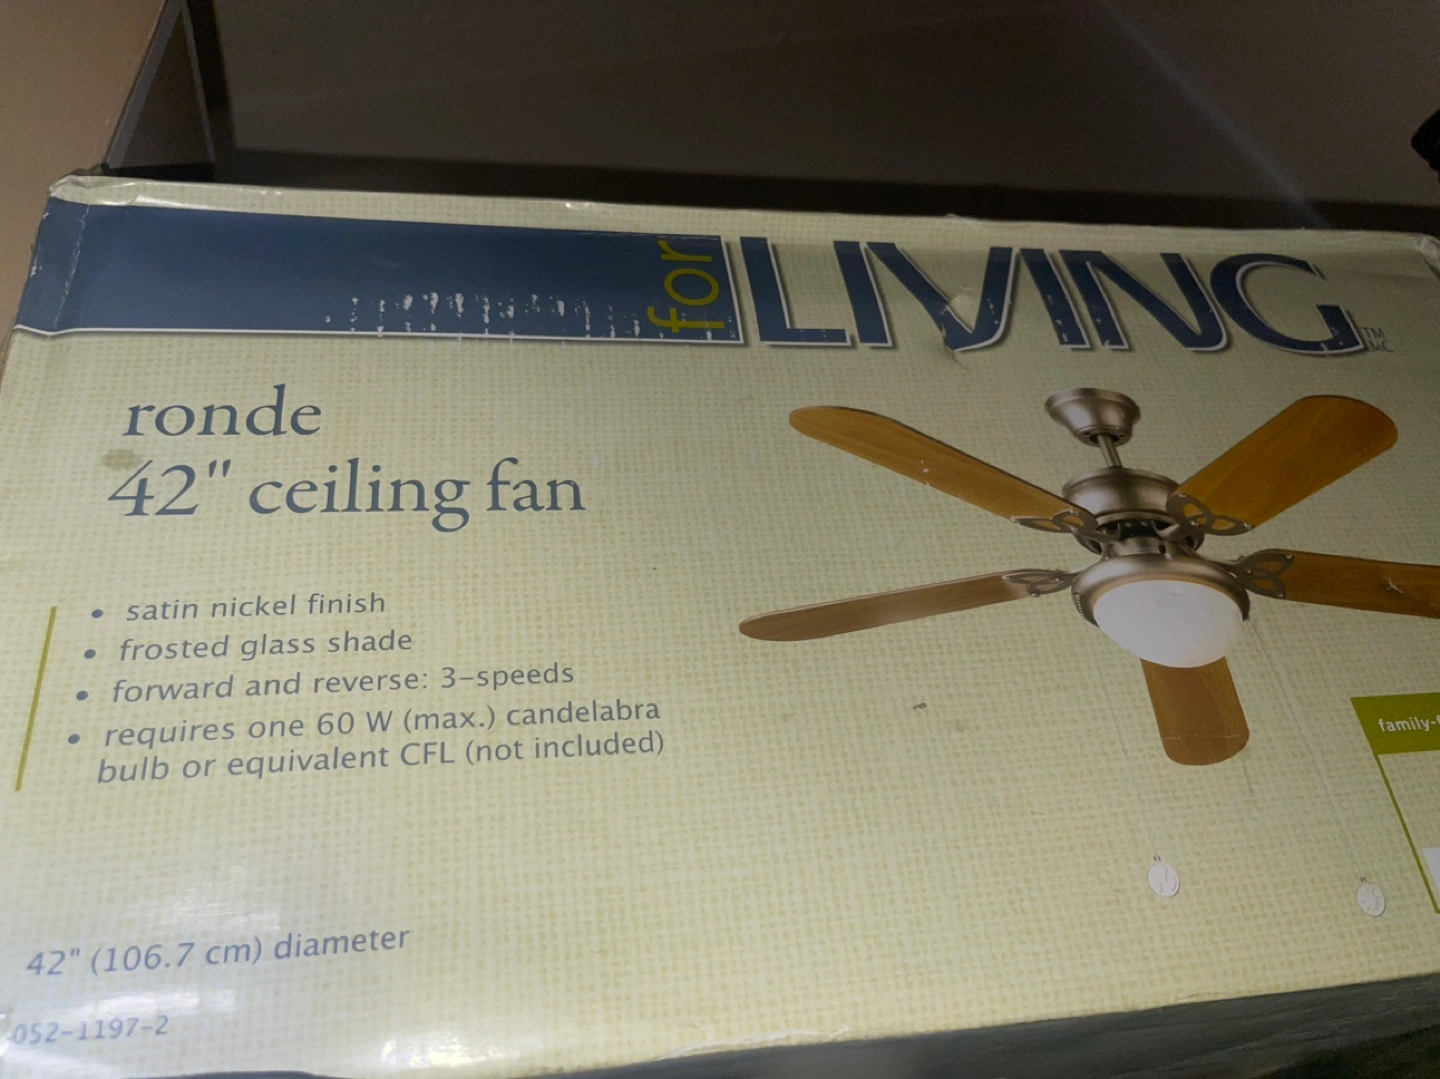 for LIVING TM MC
ronde
42" ceiling fan
• satin nickel finish
• frosted glass shade
• forward and reverse: 3-speeds
• requires one 60 W (max.) candelabra
bulb or equivalent CFL (not included)
family-
42" (106.7 cm) diameter
052-1197-2